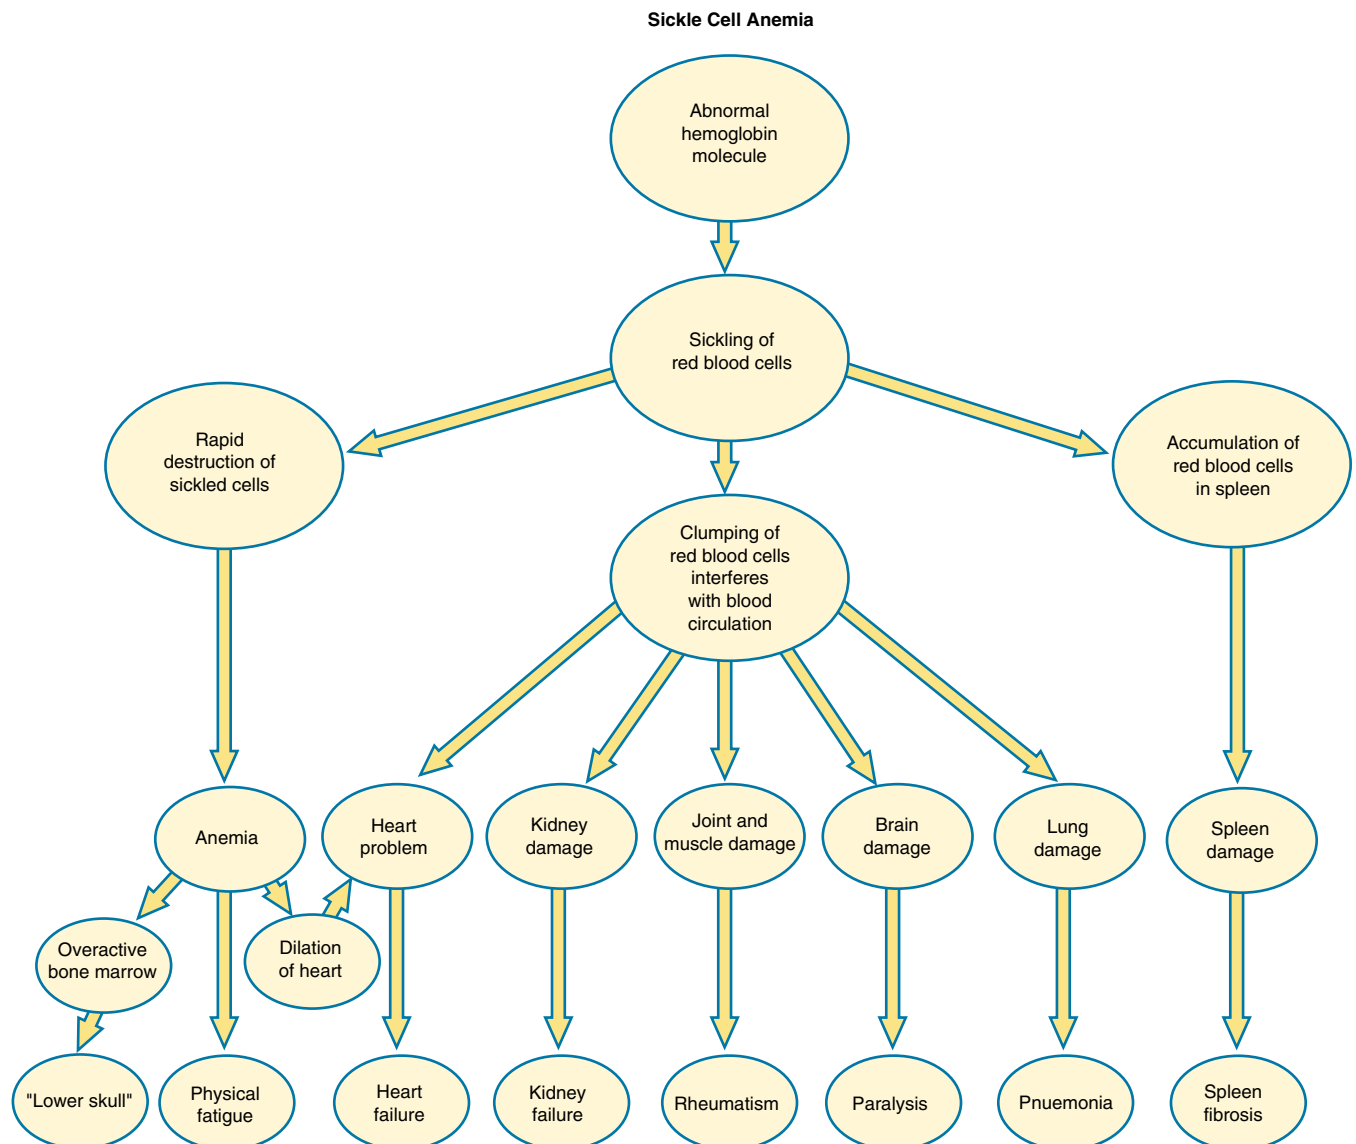 Sickle Cell Anemia
Abnormal
hemoglobin
molecule
Sickling of
red blood cells
Rapid
destruction of
sickled cells
Accumulation of
red blood cells
in spleen
Clumping of
red blood cells
interferes
with blood
circulation
Anemia
Heart
problem
Kidney
damage
Joint and
muscle damage
Brain
damage
Lung
damage
Spleen
damage
Overactive
bone marrow
Dilation
of heart
"Lower skull"
Physical
fatigue
Heart
failure
Kidney
failure
Rheumatism
Paralysis
Pnuemonia
Spleen
fibrosis